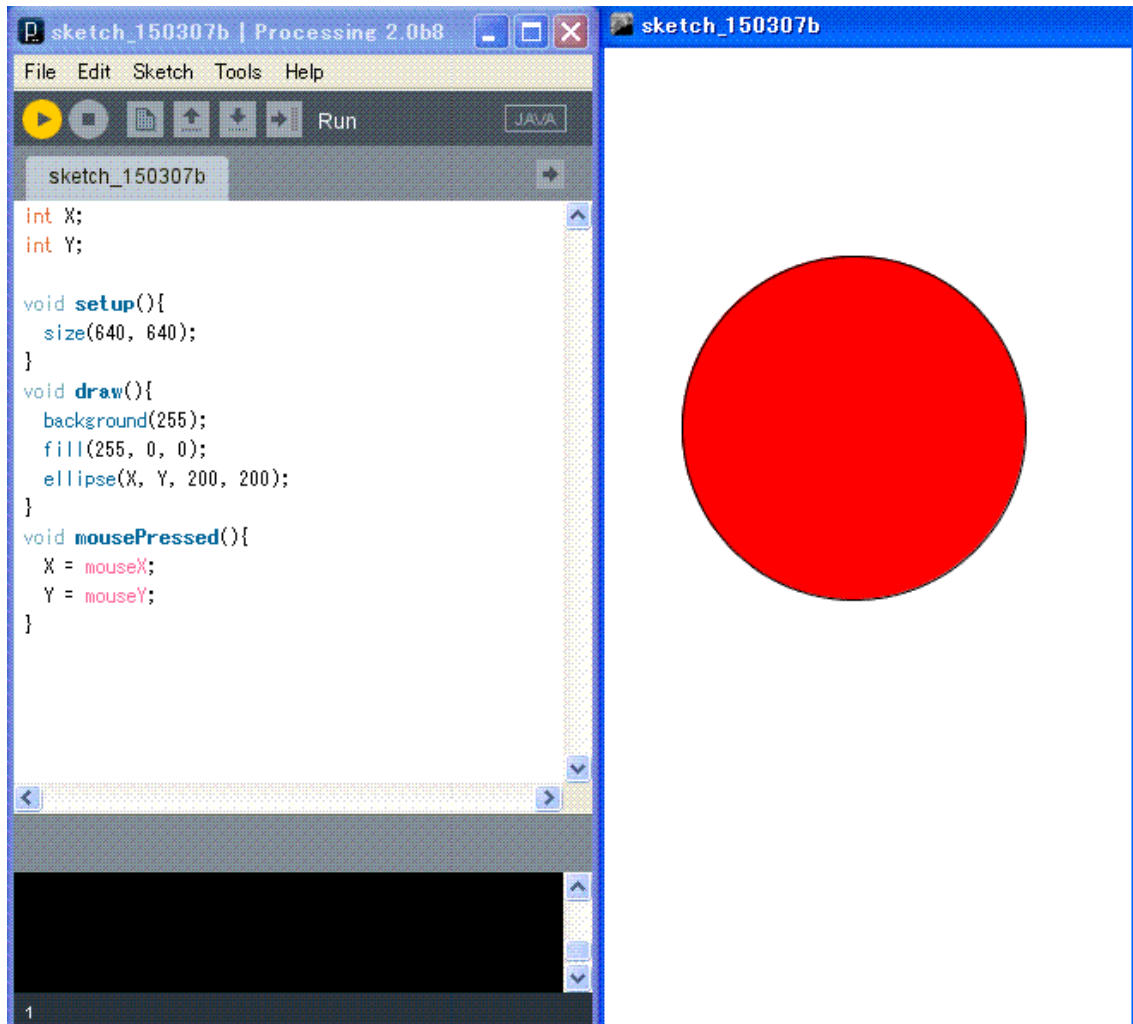 sketch_150307b | Processing 2.0b8
File Edit Sketch Tools Help
Run
JAVA
sketch_150307b
int X;
int Y;
void setup(){
  size(640, 640);
}
void draw(){
  background(255);
  fill(255, 0, 0);
  ellipse(X, Y, 200, 200);
}
void mousePressed(){
  X = mouseX;
  Y = mouseY;
}
1
sketch_150307b